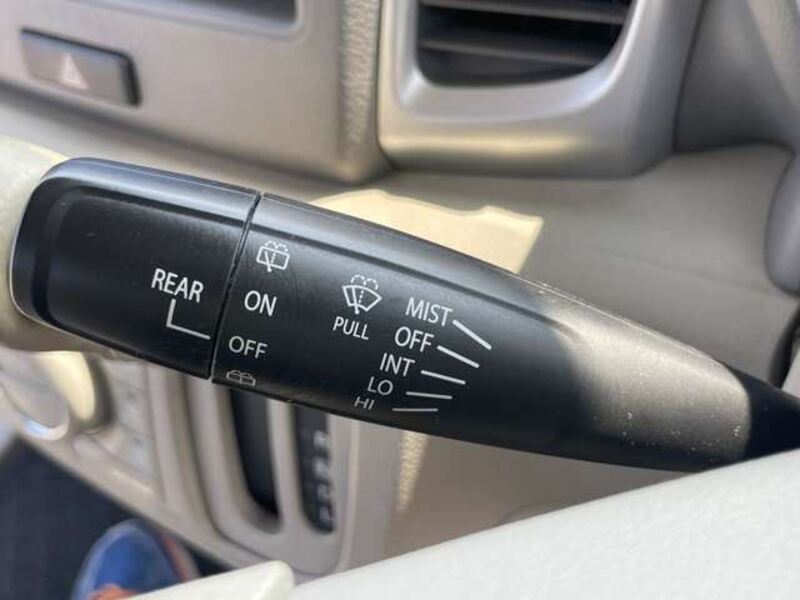 REAR
ON
OFF
PULL
MIST
OFF
INT
LO
HI